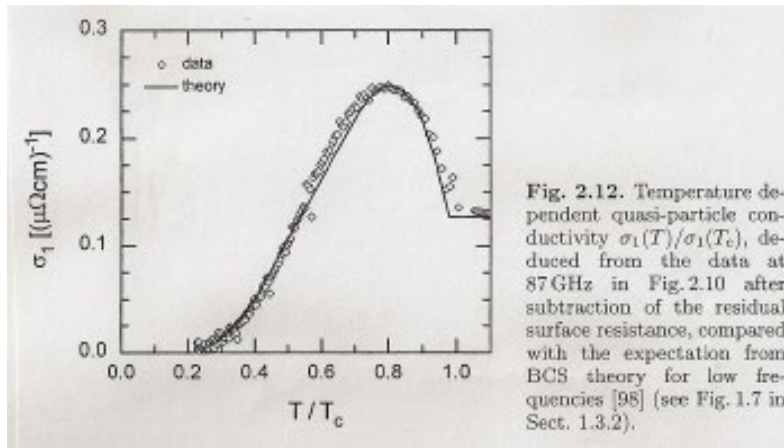 0.3
0.2
0.1
0.0
σ₁ [(μΩcm)⁻¹]
data
theory
0.0 0.2 0.4 0.6 0.8 1.0
T / Tc
Fig. 2.12. Temperature de-
pendent quasi-particle con-
ductivity σ₁(T)/σ₁(Tc), de-
duced from the data at
87 GHz in Fig. 2.10 after
subtraction of the residual
surface resistance, compared
with the expectation from
BCS theory for low fre-
quencies [98] (see Fig. 1.7 in
Sect. 1.3.2).